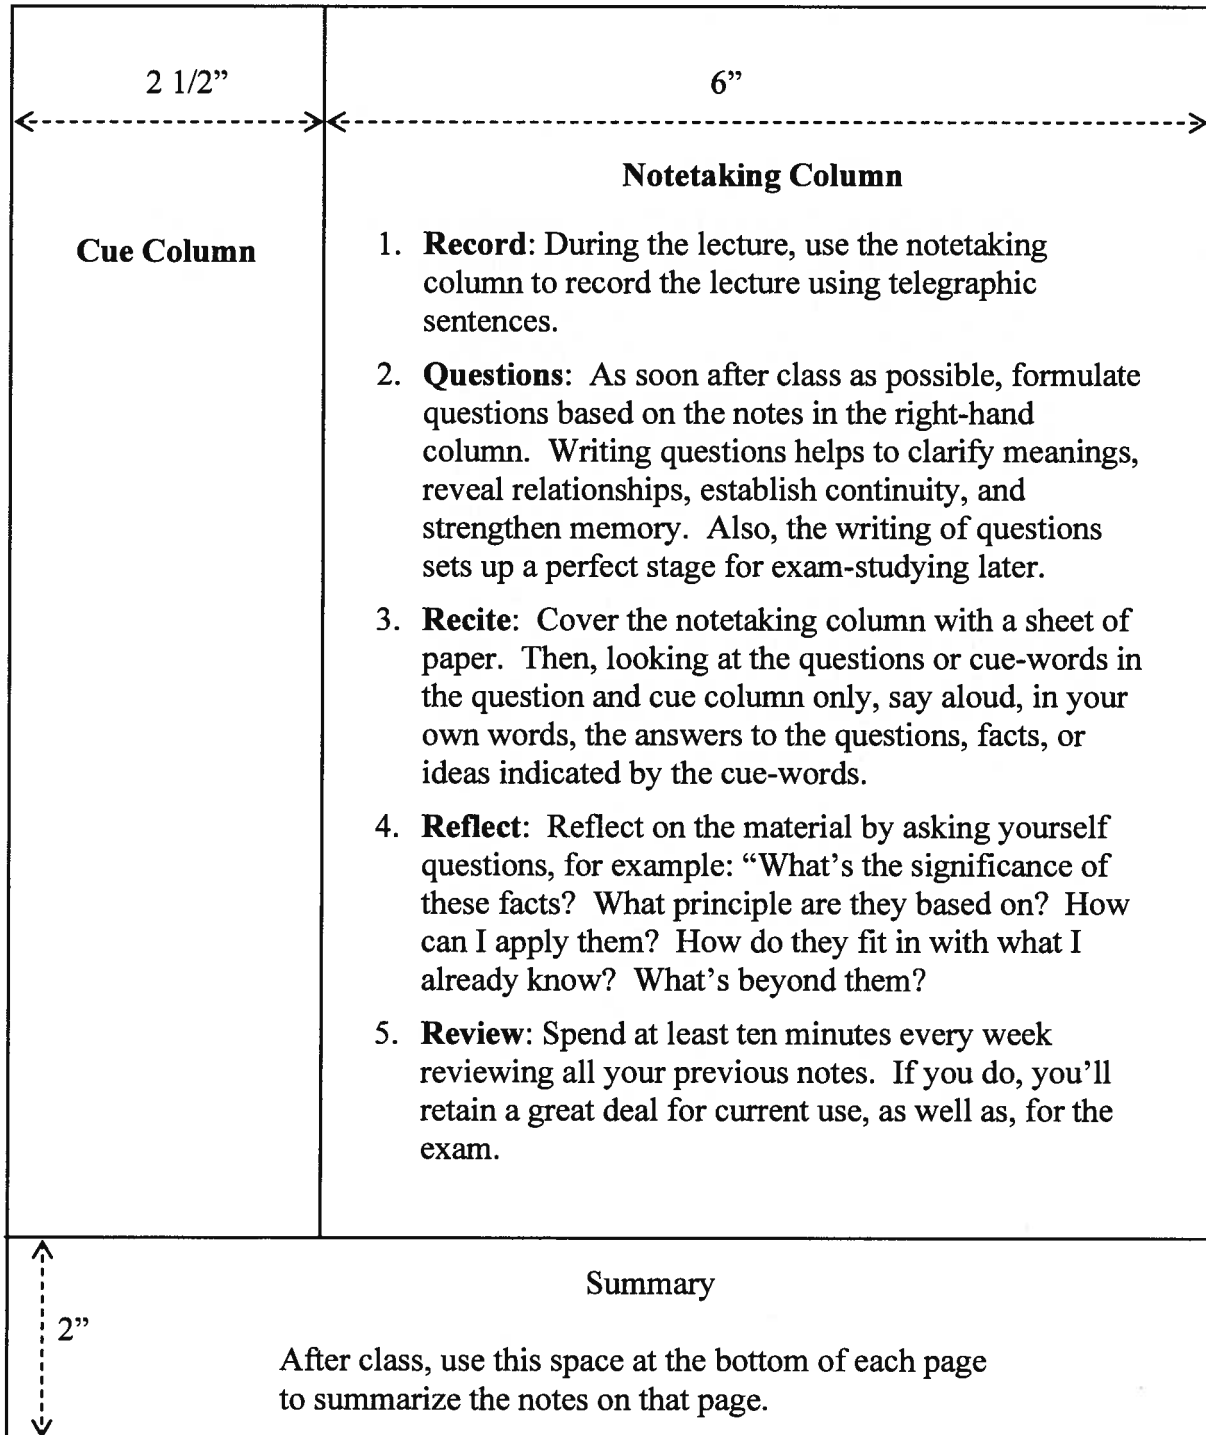 2 1/2”
6”
Notetaking Column
Cue Column
1. Record: During the lecture, use the notetaking
column to record the lecture using telegraphic
sentences.
2. Questions: As soon after class as possible, formulate
questions based on the notes in the right-hand
column. Writing questions helps to clarify meanings,
reveal relationships, establish continuity, and
strengthen memory. Also, the writing of questions
sets up a perfect stage for exam-studying later.
3. Recite: Cover the notetaking column with a sheet of
paper. Then, looking at the questions or cue-words in
the question and cue column only, say aloud, in your
own words, the answers to the questions, facts, or
ideas indicated by the cue-words.
4. Reflect: Reflect on the material by asking yourself
questions, for example: “What’s the significance of
these facts? What principle are they based on? How
can I apply them? How do they fit in with what I
already know? What’s beyond them?
5. Review: Spend at least ten minutes every week
reviewing all your previous notes. If you do, you’ll
retain a great deal for current use, as well as, for the
exam.
Summary
2”
After class, use this space at the bottom of each page
to summarize the notes on that page.